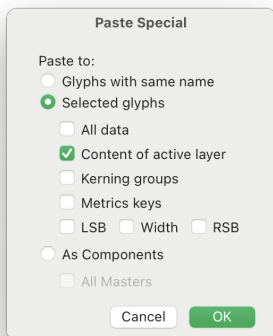 Paste Special
Paste to:
Glyphs with same name
Selected glyphs
All data
Content of active layer
Kerning groups
Metrics keys
LSB Width RSB
As Components
All Masters
Cancel OK